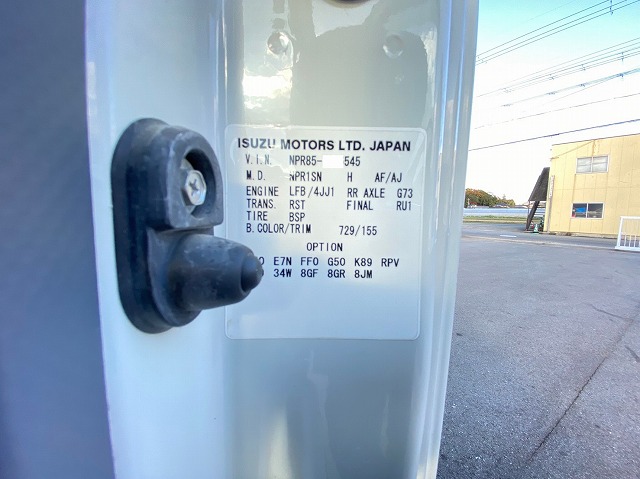 ISUZU MOTORS LTD. JAPAN
V.I.N. NPR85- 545
M.D. NPR1SN H AF/AJ
ENGINE LFB/4JJ1 RR AXLE G73
TRANS. RST FINAL RU1
TIRE BSP
B.COLOR/TRIM 729/155
OPTION
E7N FF0 G50 K89 RPV
34W 8GF 8GR 8JM